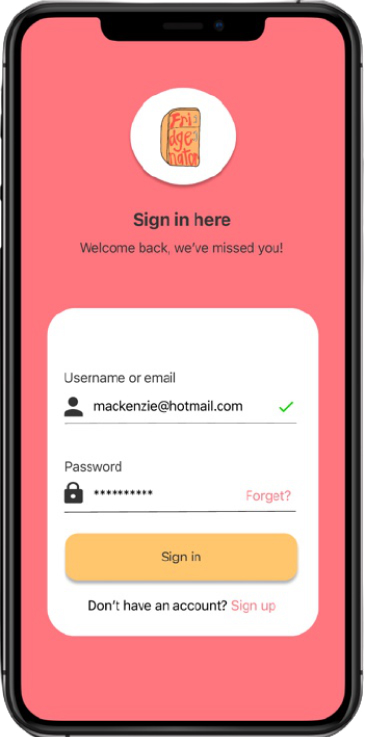 Fri
dge-
nator
Sign in here
Welcome back, we've missed you!
Username or email
mackenzie@hotmail.com
Password
**********
Forget?
Sign in
Don't have an account? Sign up